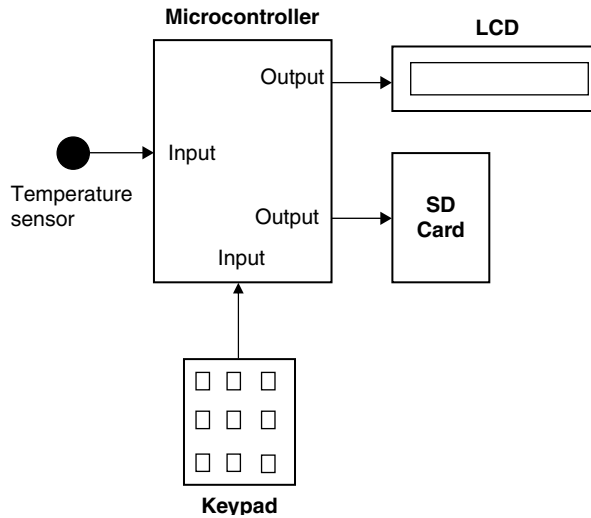 Microcontroller
LCD
Output
Input
Temperature
sensor
Output
SD
Card
Input
Keypad